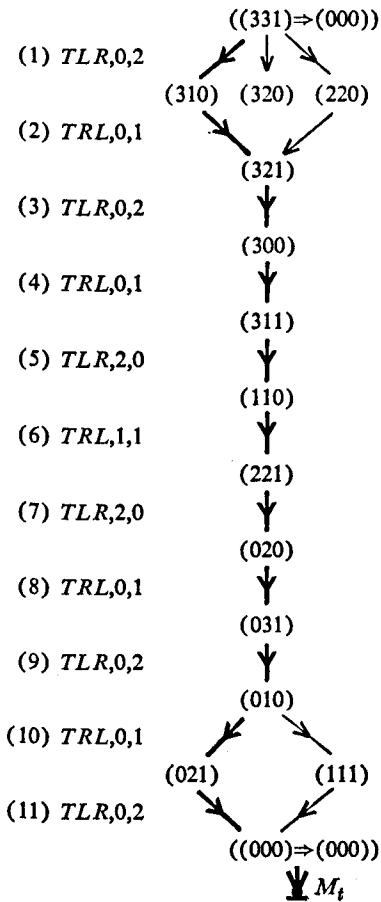 ((331)⇒(000))
(1) TLR,0,2
(310) (320) (220)
(2) TRL,0,1
(321)
(3) TLR,0,2
(300)
(4) TRL,0,1
(311)
(5) TLR,2,0
(110)
(6) TRL,1,1
(221)
(7) TLR,2,0
(020)
(8) TRL,0,1
(031)
(9) TLR,0,2
(010)
(10) TRL,0,1
(021) (111)
(11) TLR,0,2
((000)⇒(000))
Mt